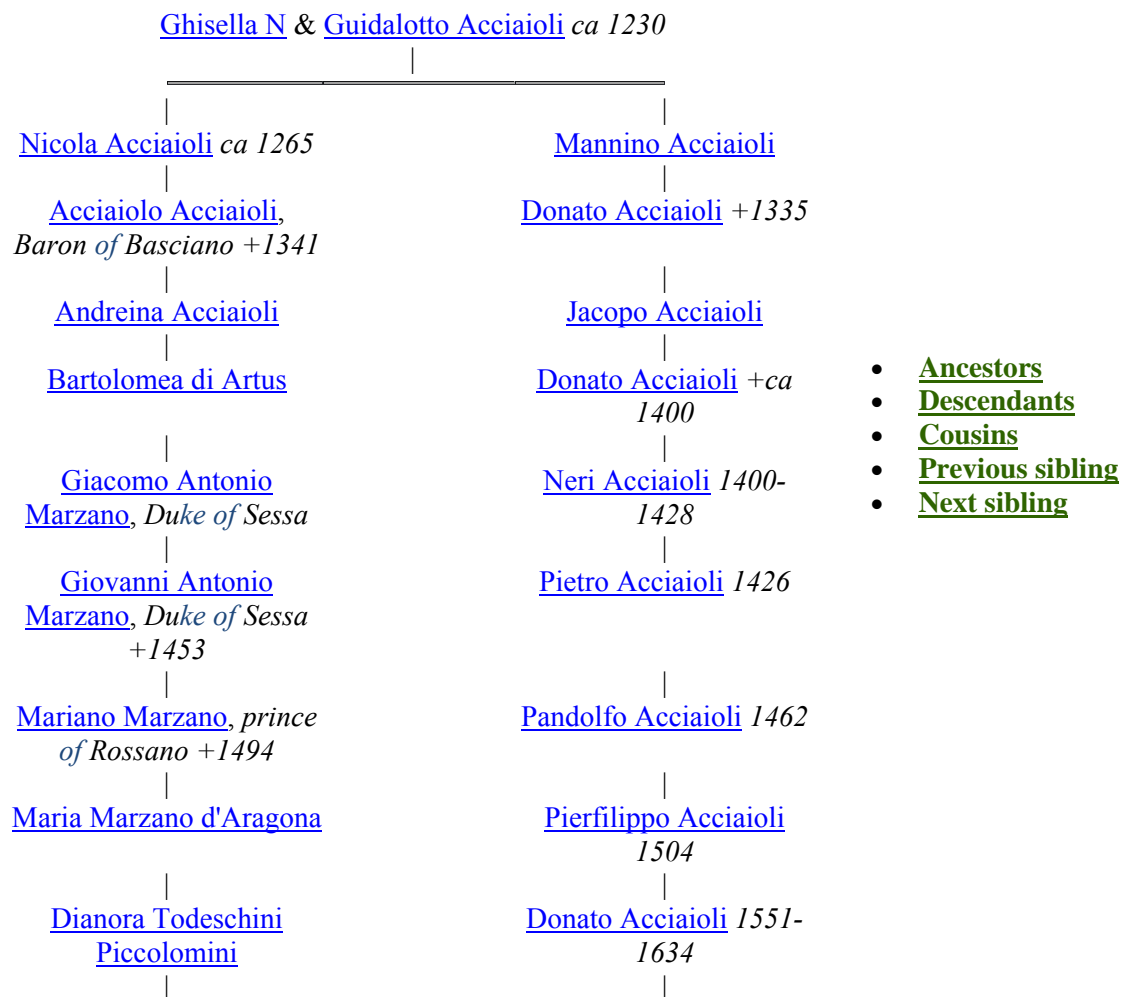 Ghisella N & Guidalotto Acciaioli ca 1230
|
|
|
Nicola Acciaioli ca 1265
Mannino Acciaioli
|
|
Acciaiolo Acciaioli,
Baron of Basciano +1341
Donato Acciaioli +1335
|
|
Andreina Acciaioli
Jacopo Acciaioli
|
|
Bartolomea di Artus
Donato Acciaioli +ca
1400
|
|
Giacomo Antonio
Marzano, Duke of Sessa
Neri Acciaioli 1400-
1428
|
|
Giovanni Antonio
Marzano, Duke of Sessa
+1453
Pietro Acciaioli 1426
|
|
Mariano Marzano, prince
of Rossano +1494
Pandolfo Acciaioli 1462
|
|
Maria Marzano d'Aragona
Pierfilippo Acciaioli
1504
|
|
Dianora Todeschini
Piccolomini
Donato Acciaioli 1551-
1634
|
|
• Ancestors
• Descendants
• Cousins
• Previous sibling
• Next sibling